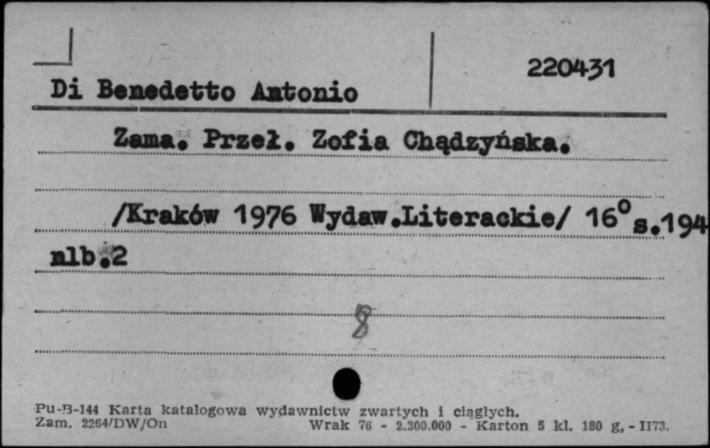 220431
Di Benedetto Antonio
Zama. Przeł. Zofia Chądzyńska.
/Kraków 1976 Wydaw.Literackie/ 16° s.194
nlb.2
8
Pu-B-144 Karta katalogowa wydawnictw zwartych i ciągłych.
Zam. 2264/DW/On Wrak 76 - 2.300.000 - Karton 5 kl. 180 g, - II73.